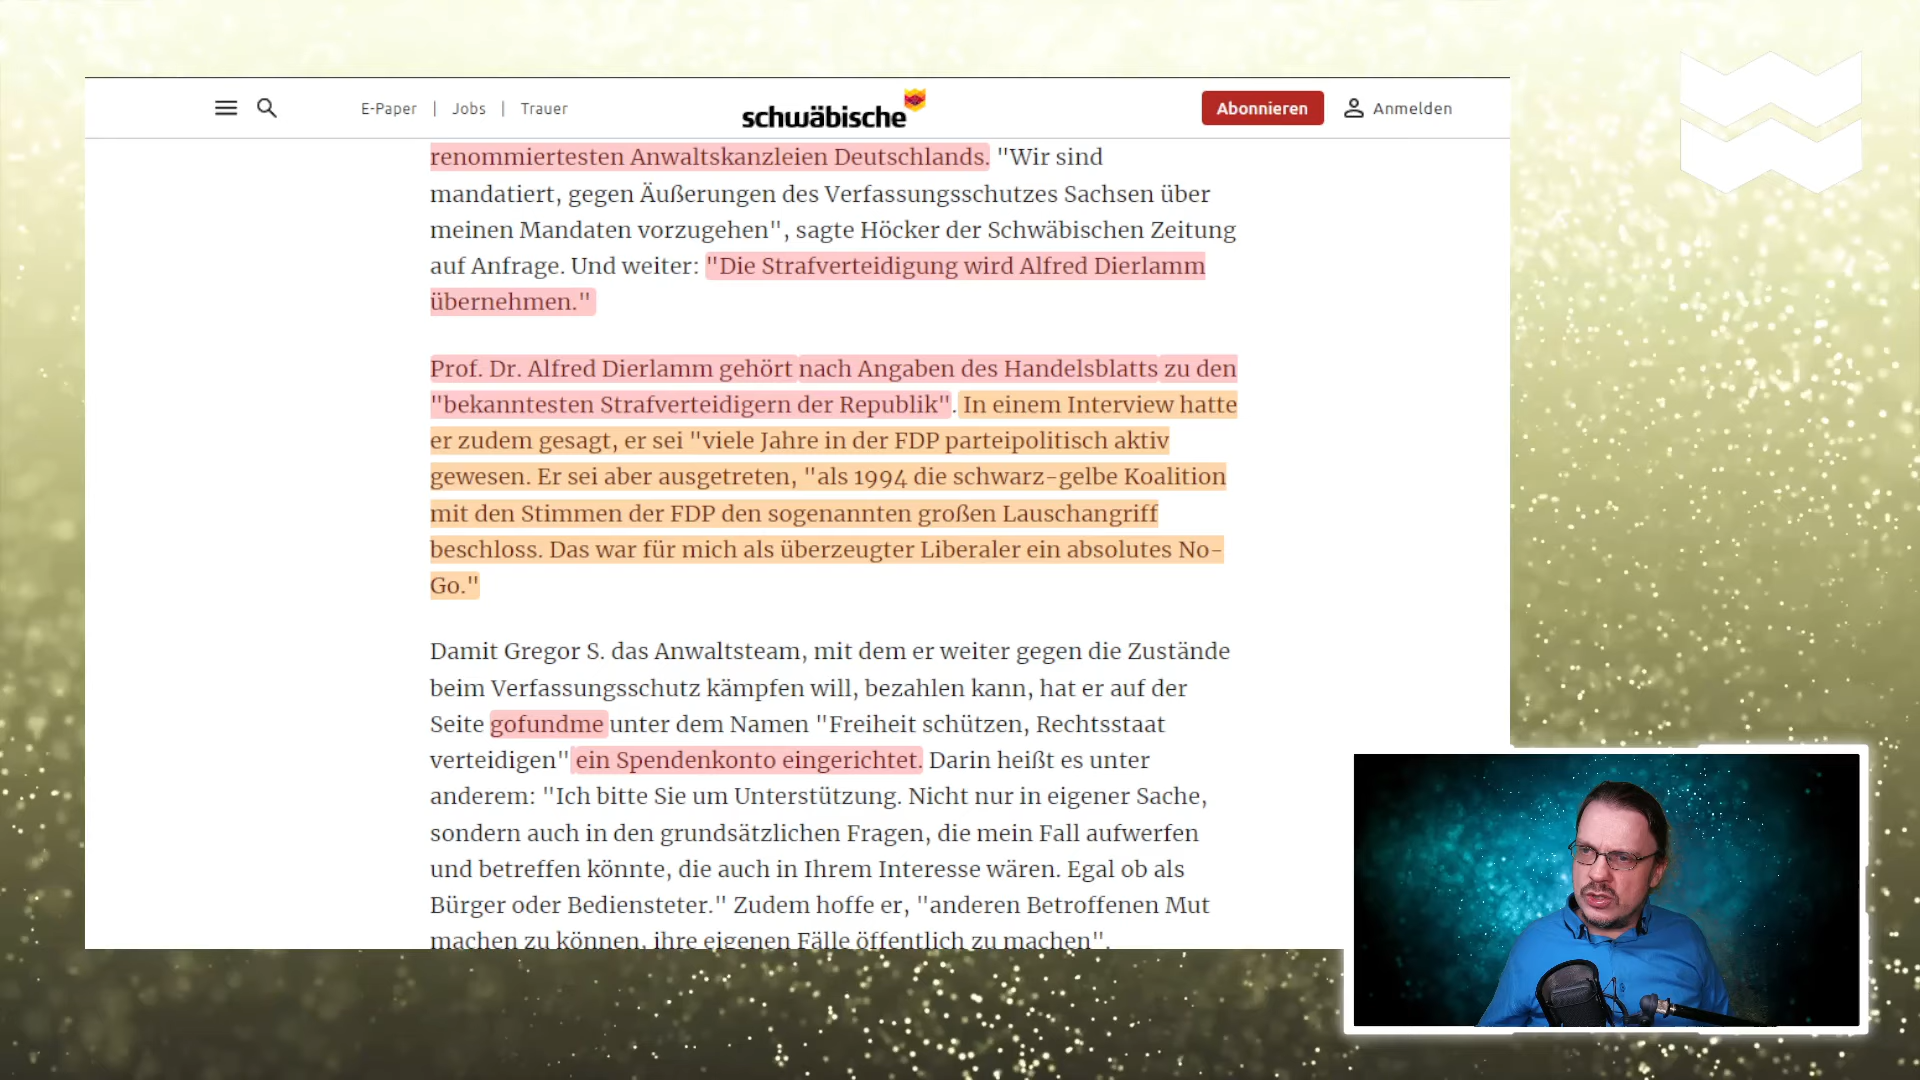 E-Paper | Jobs | Trauer
schwäbische
Abonnieren
Anmelden
renommiertesten Anwaltskanzleien Deutschlands. "Wir sind
mandatiert, gegen Äußerungen des Verfassungsschutzes Sachsen über
meinen Mandaten vorzugehen", sagte Höcker der Schwäbischen Zeitung
auf Anfrage. Und weiter: "Die Strafverteidigung wird Alfred Dierlamm
übernehmen."
Prof. Dr. Alfred Dierlamm gehört nach Angaben des Handelsblatts zu den
"bekanntesten Strafverteidigern der Republik". In einem Interview hatte
er zudem gesagt, er sei "viele Jahre in der FDP parteipolitisch aktiv
gewesen. Er sei aber ausgetreten, "als 1994 die schwarz-gelbe Koalition
mit den Stimmen der FDP den sogenannten großen Lauschangriff
beschloss. Das war für mich als überzeugter Liberaler ein absolutes No-
Go."
Damit Gregor S. das Anwaltsteam, mit dem er weiter gegen die Zustände
beim Verfassungsschutz kämpfen will, bezahlen kann, hat er auf der
Seite gofundme unter dem Namen "Freiheit schützen, Rechtsstaat
verteidigen" ein Spendenkonto eingerichtet. Darin heißt es unter
anderem: "Ich bitte Sie um Unterstützung. Nicht nur in eigener Sache,
sondern auch in den grundsätzlichen Fragen, die mein Fall aufwerfen
und betreffen könnte, die auch in Ihrem Interesse wären. Egal ob als
Bürger oder Bediensteter." Zudem hoffe er, "anderen Betroffenen Mut
machen zu können, ihre eigenen Fälle öffentlich zu machen".